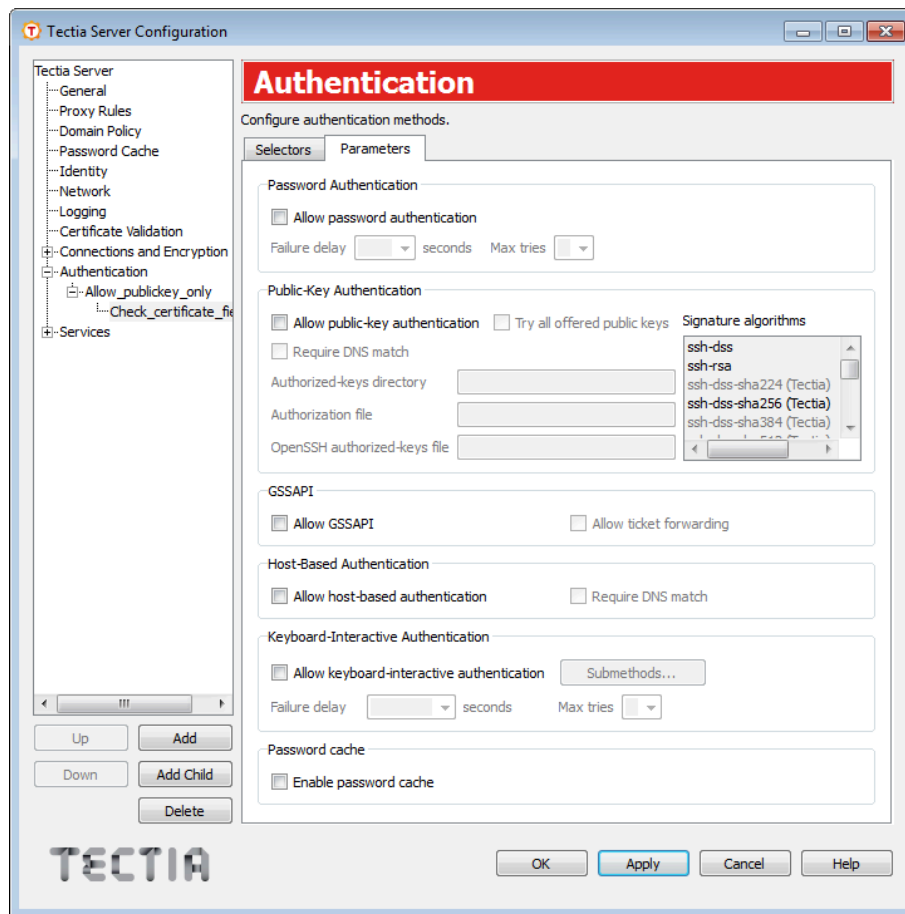 Tectia Server Configuration
Tectia Server
General
Proxy Rules
Domain Policy
Password Cache
Identity
Network
Logging
Certificate Validation
Connections and Encryption
Authentication
Allow_publickey_only
Check_certificate_fie
Services
Up Add
Down Add Child
Delete
TECTIA
Authentication
Configure authentication methods.
Selectors Parameters
Password Authentication
Allow password authentication
Failure delay seconds Max tries
Public-Key Authentication
Allow public-key authentication Try all offered public keys Signature algorithms
Require DNS match
Authorized-keys directory
Authorization file
OpenSSH authorized-keys file
ssh-dss
ssh-rsa
ssh-dss-sha224 (Tectia)
ssh-dss-sha256 (Tectia)
ssh-dss-sha384 (Tectia)
GSSAPI
Allow GSSAPI Allow ticket forwarding
Host-Based Authentication
Allow host-based authentication Require DNS match
Keyboard-Interactive Authentication
Allow keyboard-interactive authentication Submethods...
Failure delay seconds Max tries
Password cache
Enable password cache
OK Apply Cancel Help